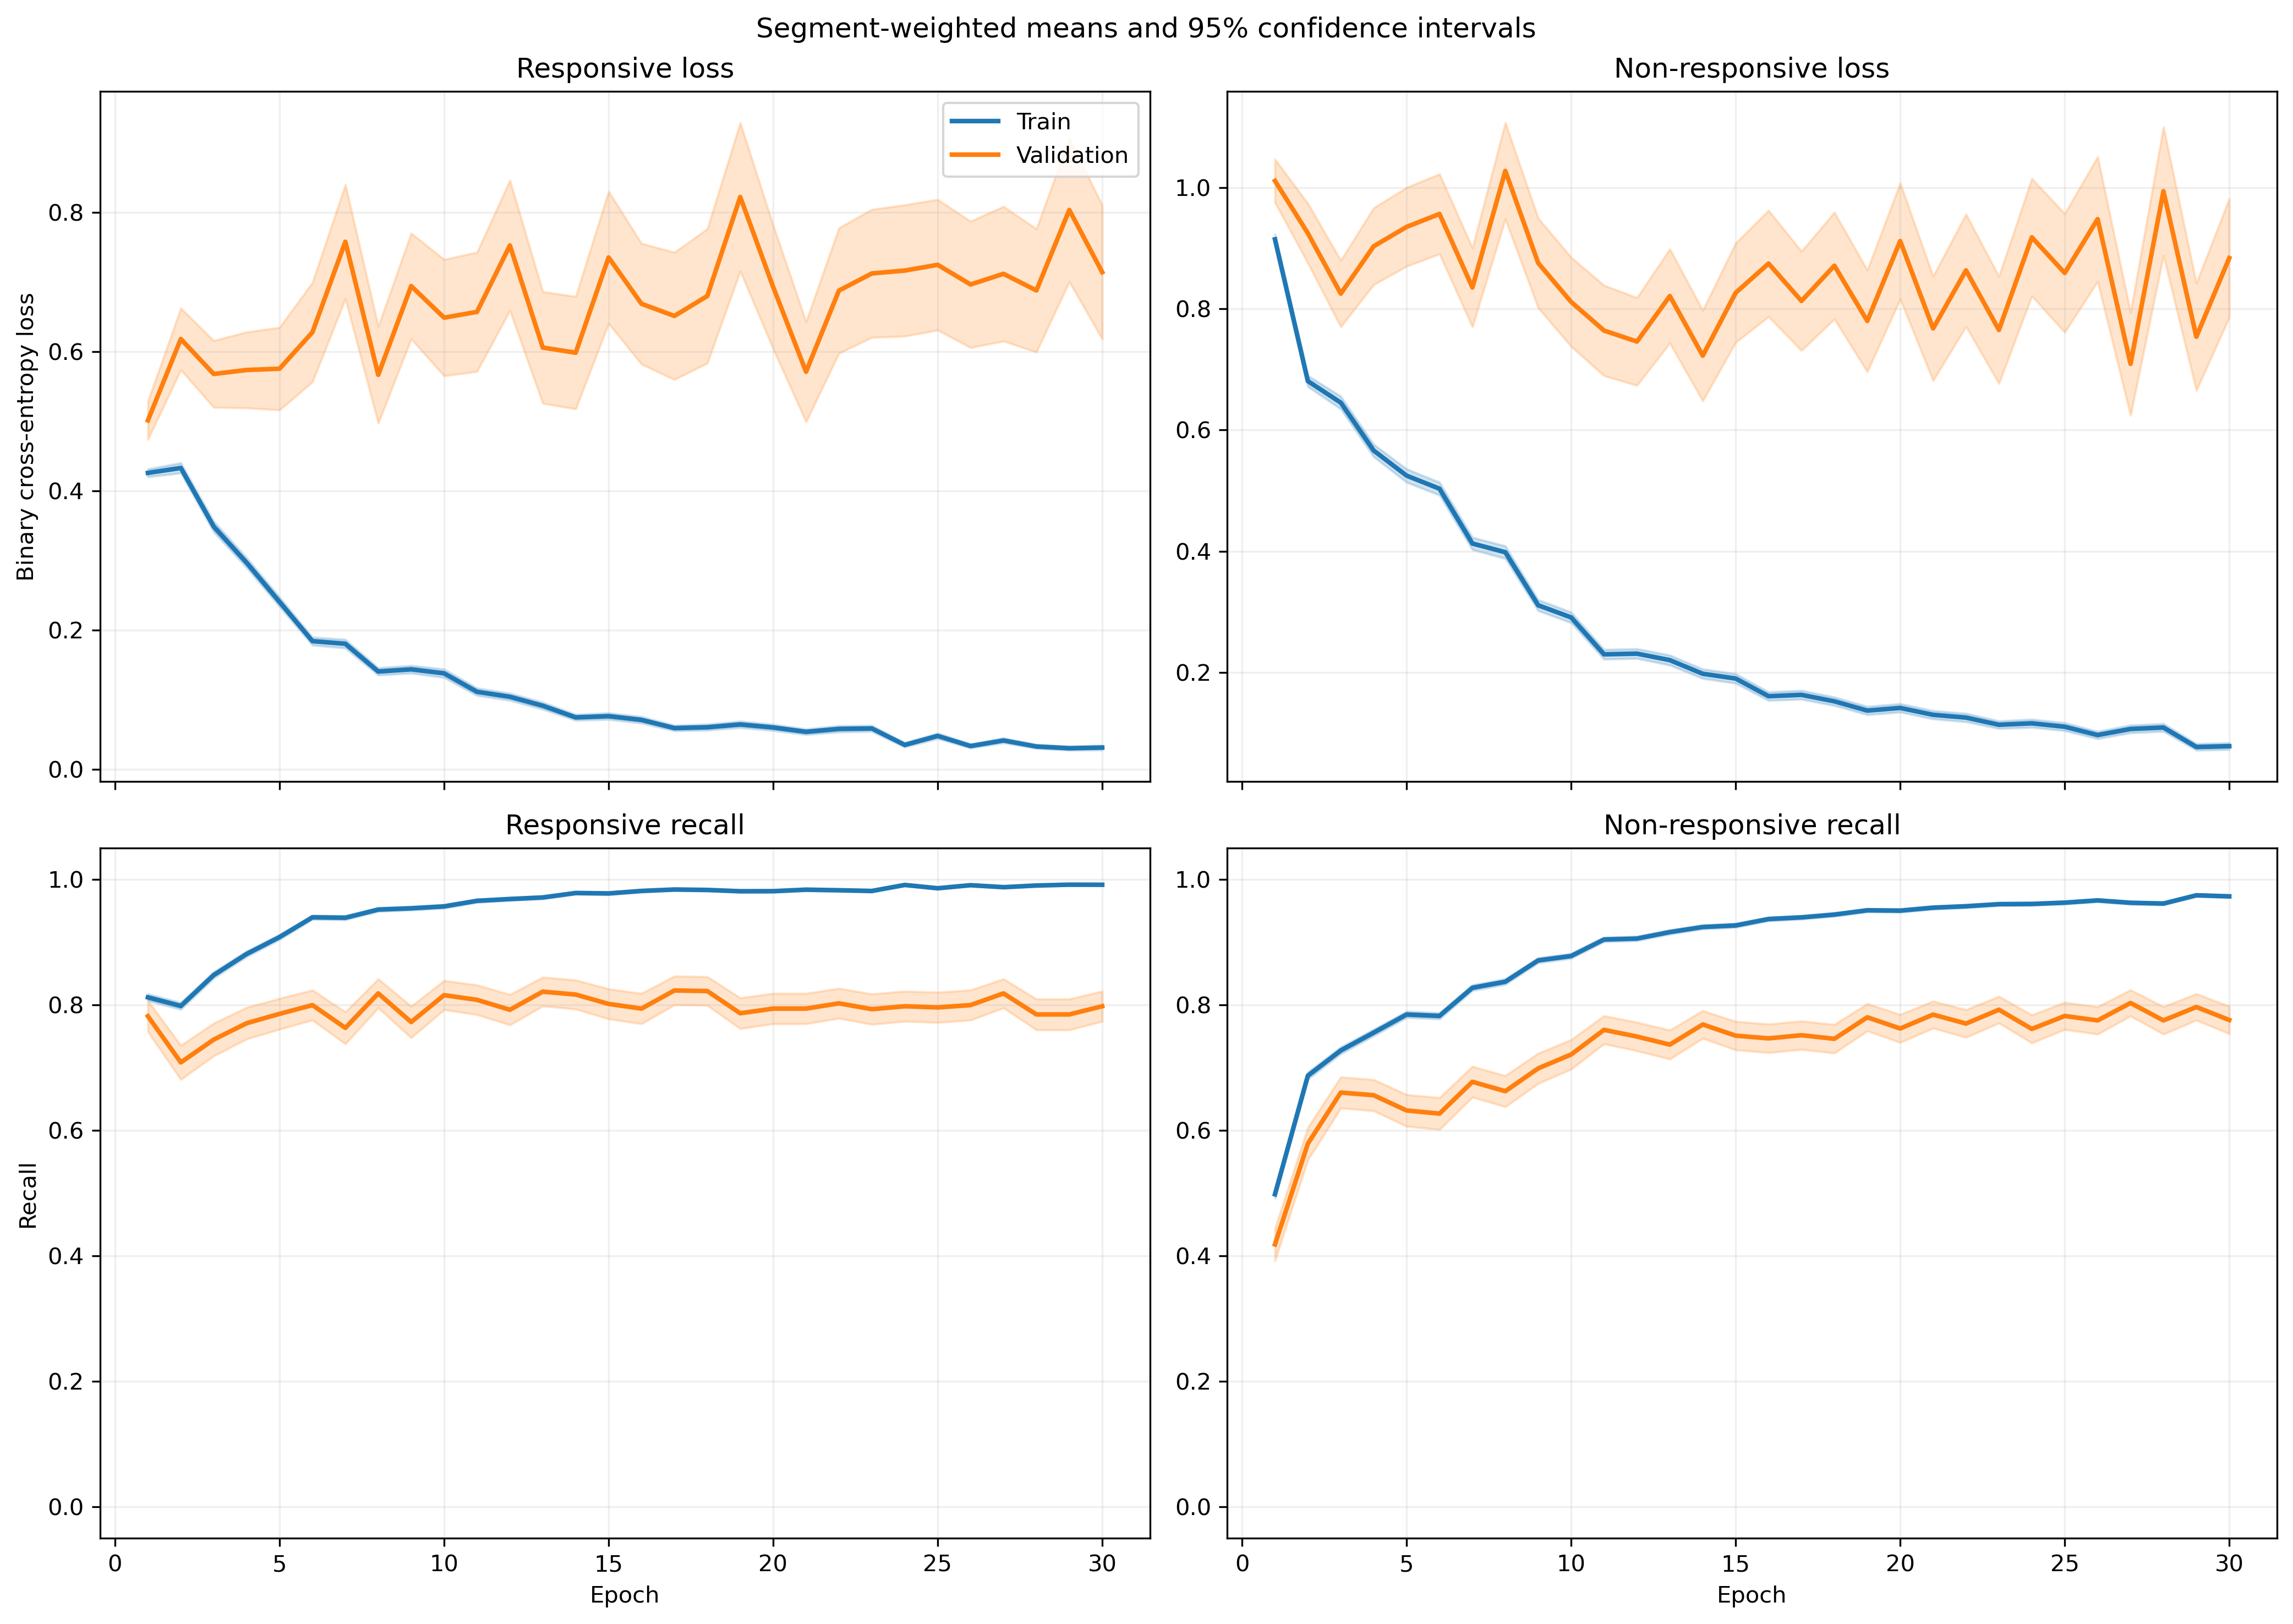 Segment-weighted means and 95% confidence intervals
Responsive loss
Non-responsive loss
Train
Validation
Binary cross-entropy loss
0.8
0.6
0.4
0.2
0.0
1.0
0.8
0.6
0.4
0.2
Responsive recall
Non-responsive recall
Recall
1.0
0.8
0.6
0.4
0.2
0.0
1.0
0.8
0.6
0.4
0.2
0.0
0 5 10 15 20 25 30
0 5 10 15 20 25 30
Epoch
Epoch